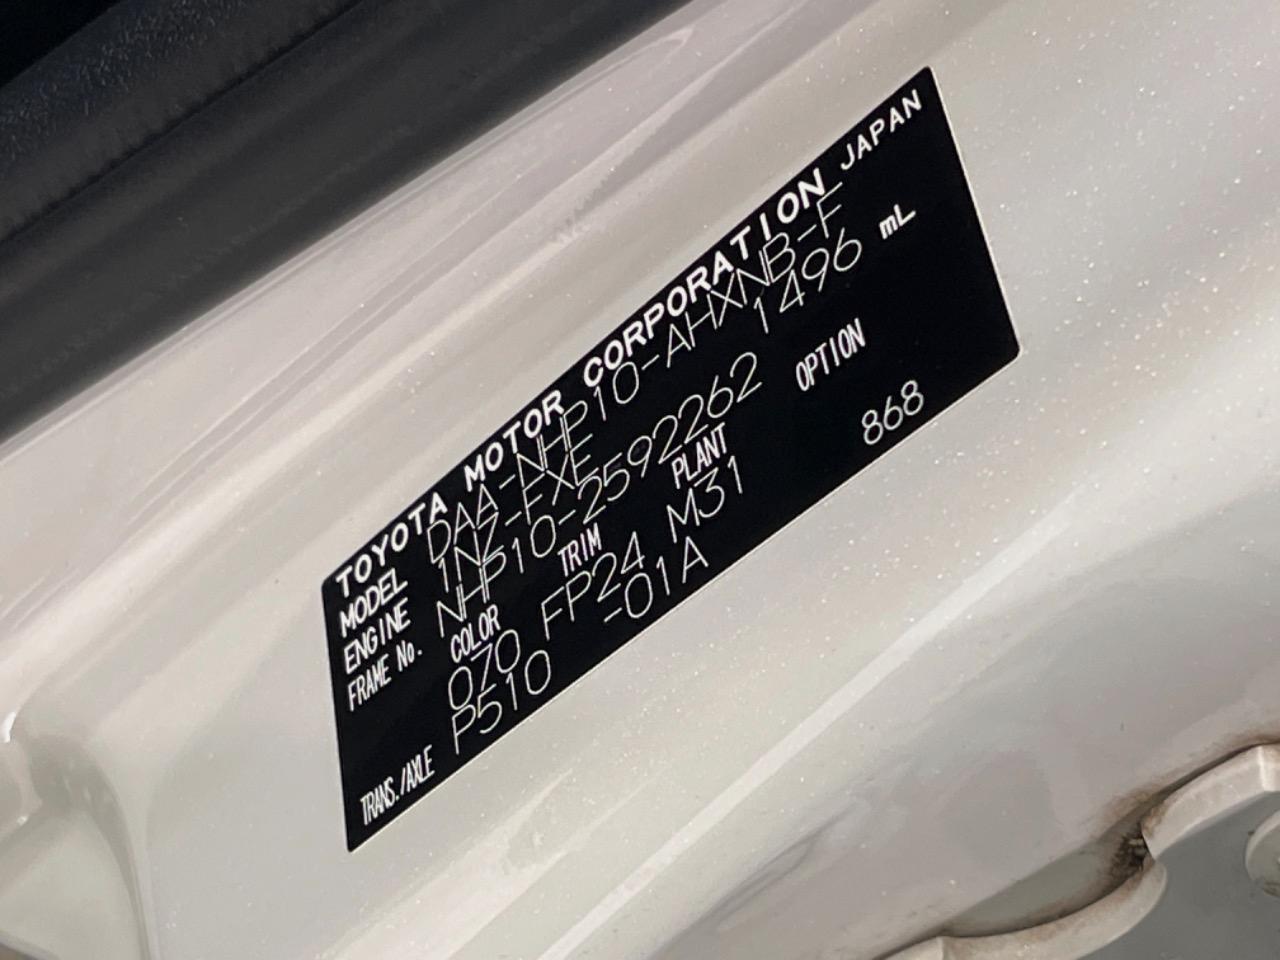 TOYOTA MOTOR CORPORATION JAPAN
MODEL DAA-NHP10-AHXNB-F
ENGINE 1NZ-FXE 1496 mL
FRAME No. NHP10-2592262
COLOR TRIM PLANT OPTION
070 FP24 M31 868
TRANS./AXLE P510 -01A